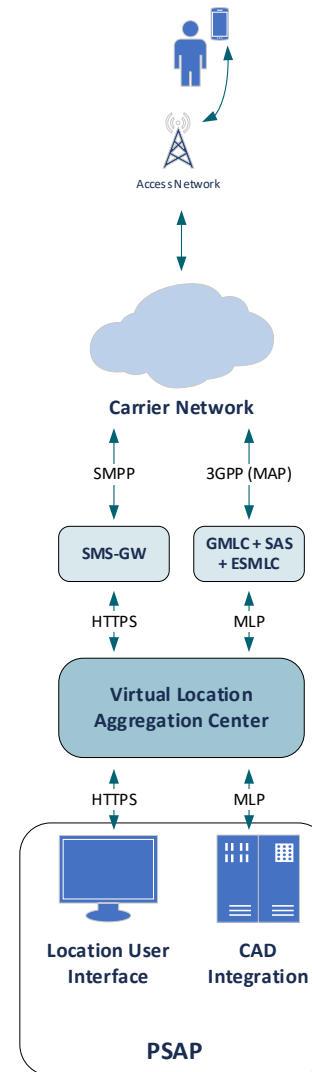 Access Network
Carrier Network
SMPP
3GPP (MAP)
SMS-GW
GMLC + SAS
+ ESMLC
HTTPS
MLP
Virtual Location
Aggregation Center
HTTPS
MLP
Location User
Interface
CAD
Integration
PSAP